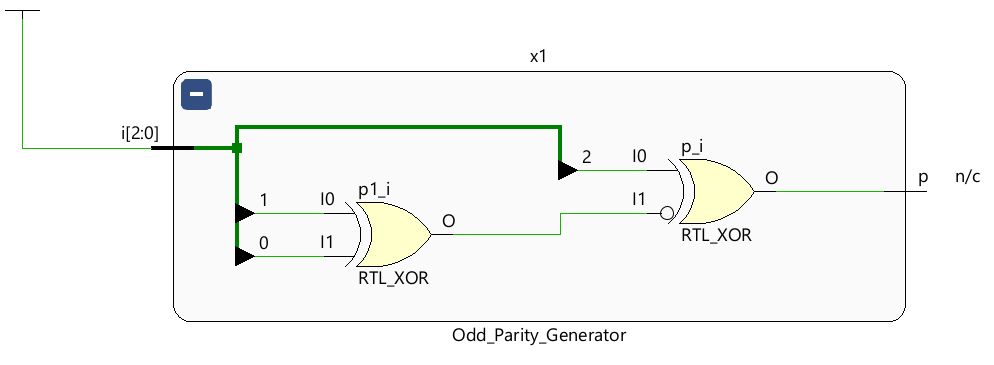 x1
i[2:0]
2
I0
p_i
O
p
n/c
1
I0
p1_i
I1
O
0
I1
RTL_XOR
RTL_XOR
Odd_Parity_Generator